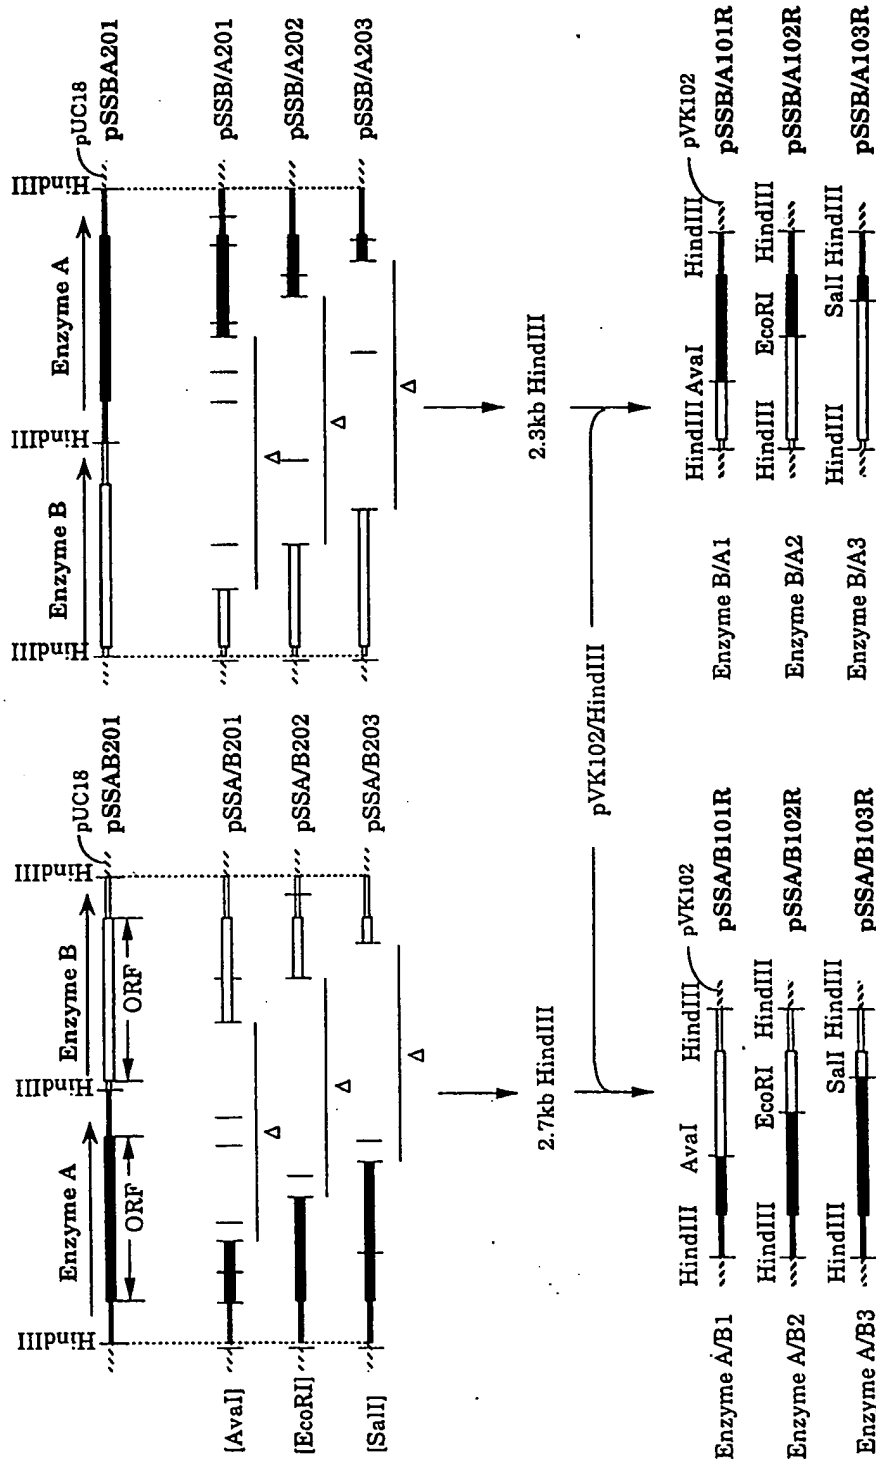 pUC18
HindIII HindIII HindIII pSSAB201
Enzyme A Enzyme B
ORF ORF
[AvaI] pSSA/B201
Δ
[EcoRI] pSSA/B202
Δ
[SalI] pSSA/B203
Δ
2.7kb HindIII
pUC18
HindIII HindIII HindIII pSSBA201
Enzyme B Enzyme A
pSSB/A201
Δ
pSSB/A202
Δ
pSSB/A203
Δ
2.3kb HindIII
pVK102/HindIII
pVK102
HindIII AvaI HindIII
Enzyme A/B1 pSSA/B101R
HindIII EcoRI HindIII
Enzyme A/B2 pSSA/B102R
HindIII SalI HindIII
Enzyme A/B3 pSSA/B103R
pVK102
HindIII AvaI HindIII
Enzyme B/A1 pSSB/A101R
HindIII EcoRI HindIII
Enzyme B/A2 pSSB/A102R
HindIII SalI HindIII
Enzyme B/A3 pSSB/A103R